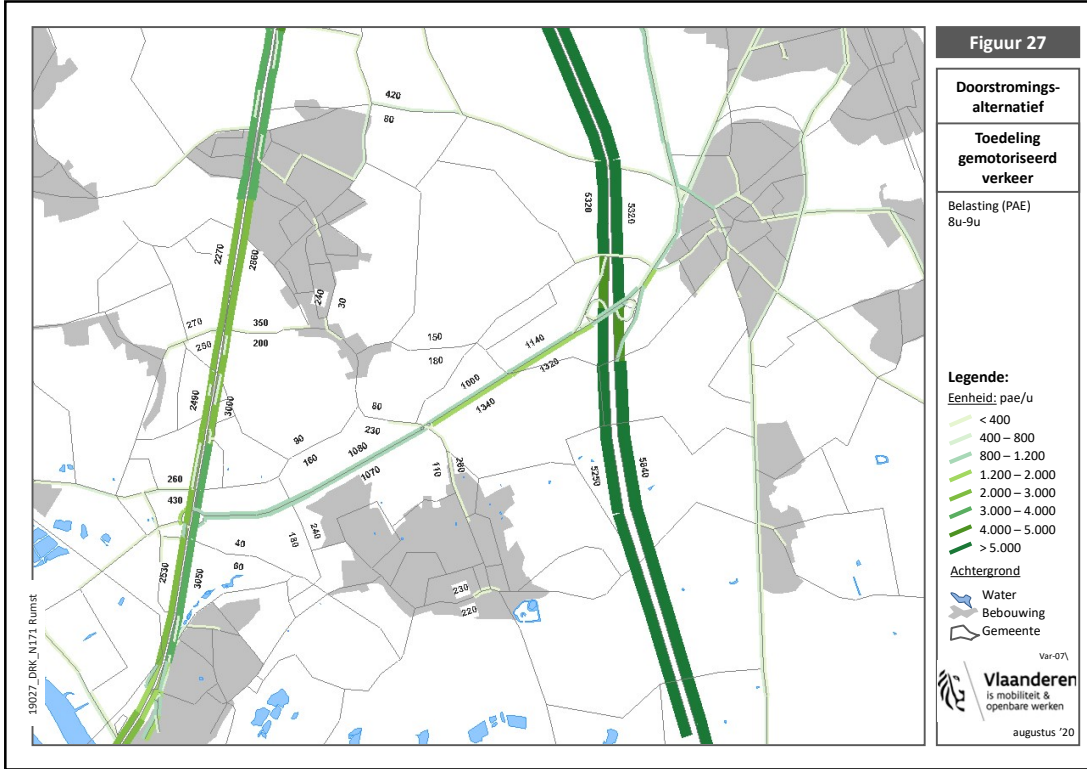 420
80
5320
5320
2270
2860
240
30
270
350
250
200
150
180
1140
1320
1000
1340
2490
3000
80
230
90
160
1080
1070
110
280
260
430
5250
5840
40
60
180
240
2530
3050
230
220
19027_DRK_N171 Rumst
Figuur 27
Doorstromings-
alternatief
Toedeling
gemotoriseerd
verkeer
Belasting (PAE)
8u-9u
Legende:
Eenheid: pae/u
< 400
400 – 800
800 – 1.200
1.200 – 2.000
2.000 – 3.000
3.000 – 4.000
4.000 – 5.000
> 5.000
Achtergrond
Water
Bebouwing
Gemeente
Var-07\
Vlaanderen
is mobiliteit &
openbare werken
augustus '20